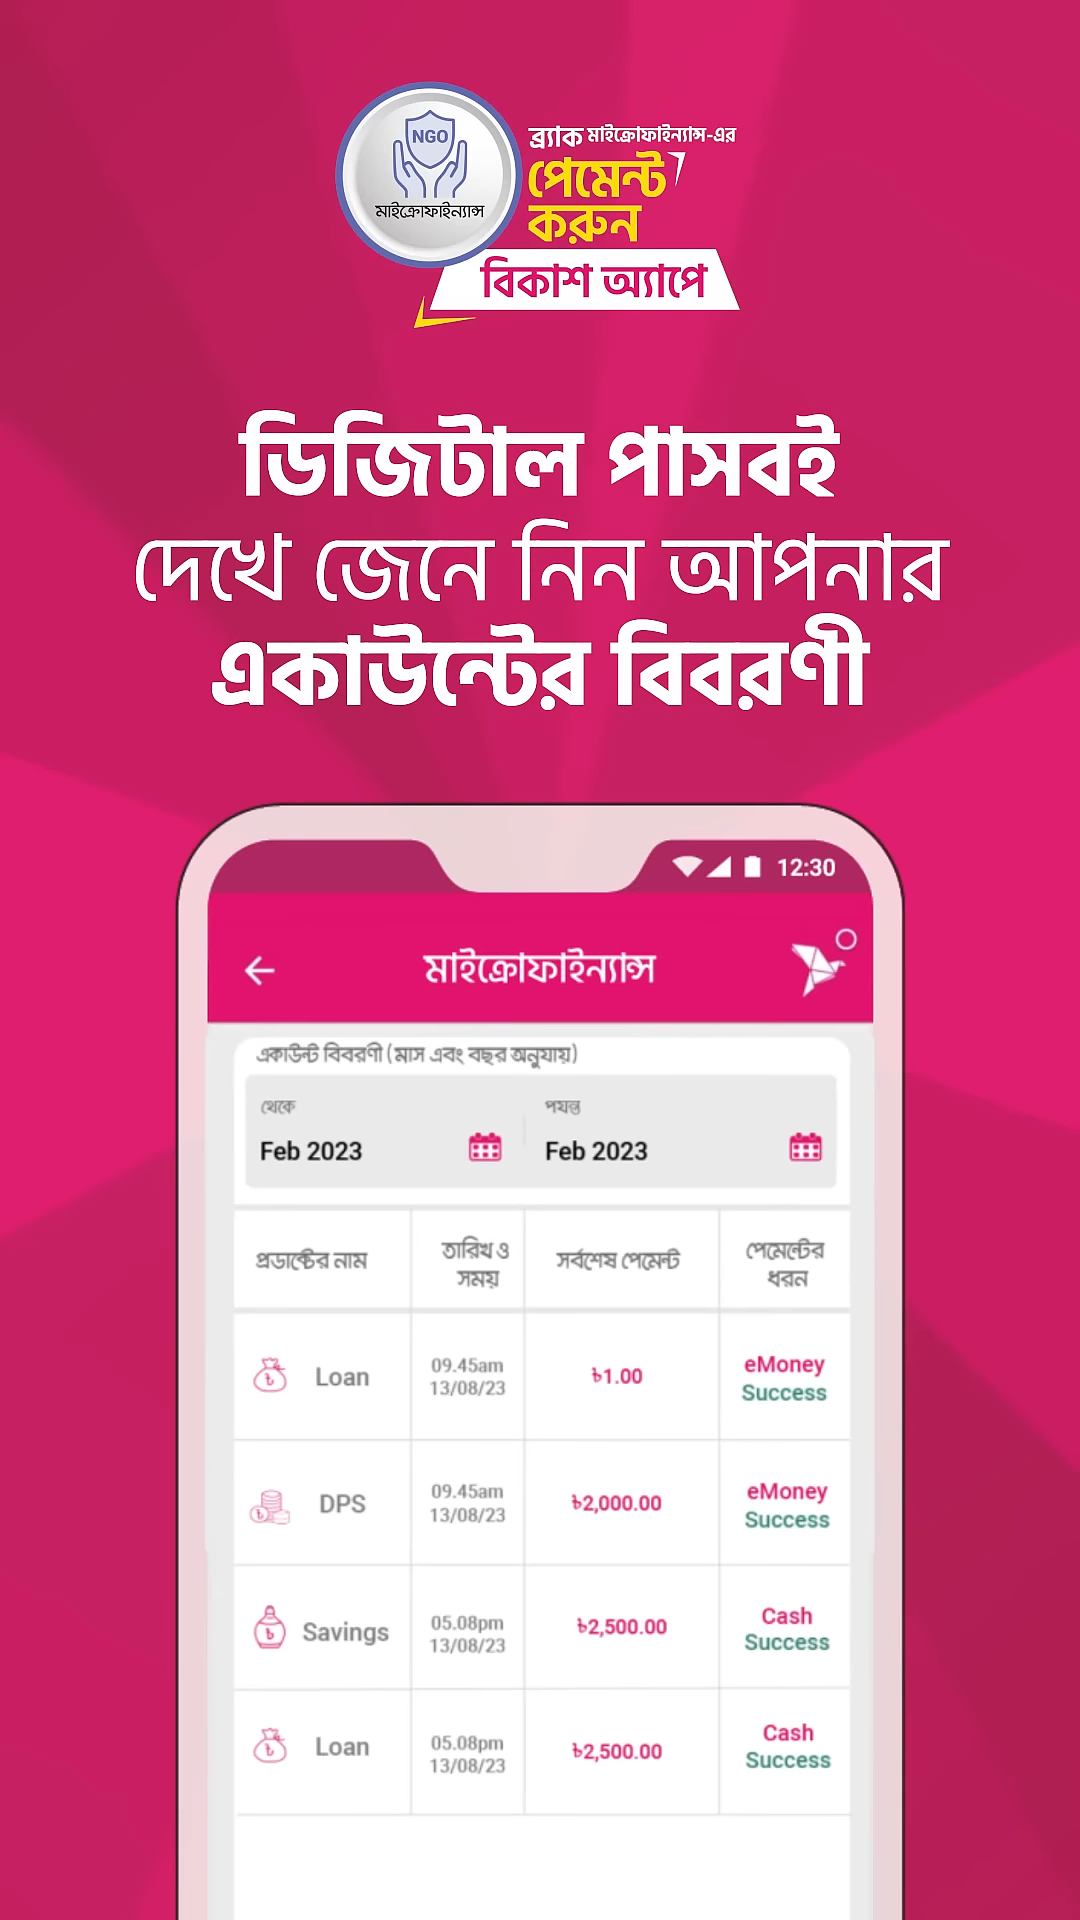 NGO
মাইক্রোফাইন্যান্স
ব্র্যাক মাইক্রোফাইন্যান্স-এর
পেমেন্ট
করুন
বিকাশ অ্যাপে
ডিজিটাল পাসবই
দেখে জেনে নিন আপনার
একাউন্টের বিবরণী
12:30
মাইক্রোফাইন্যান্স
একাউন্ট বিবরণী (মাস এবং বছর অনুযায়)
থেকে পযন্ত
Feb 2023 Feb 2023
প্রডাক্টের নাম তারিখ ও সময় সর্বশেষ পেমেন্ট পেমেন্টের ধরন
Loan 09.45am 13/08/23 ৳1.00 eMoney Success
DPS 09.45am 13/08/23 ৳2,000.00 eMoney Success
Savings 05.08pm 13/08/23 ৳2,500.00 Cash Success
Loan 05.08pm 13/08/23 ৳2,500.00 Cash Success